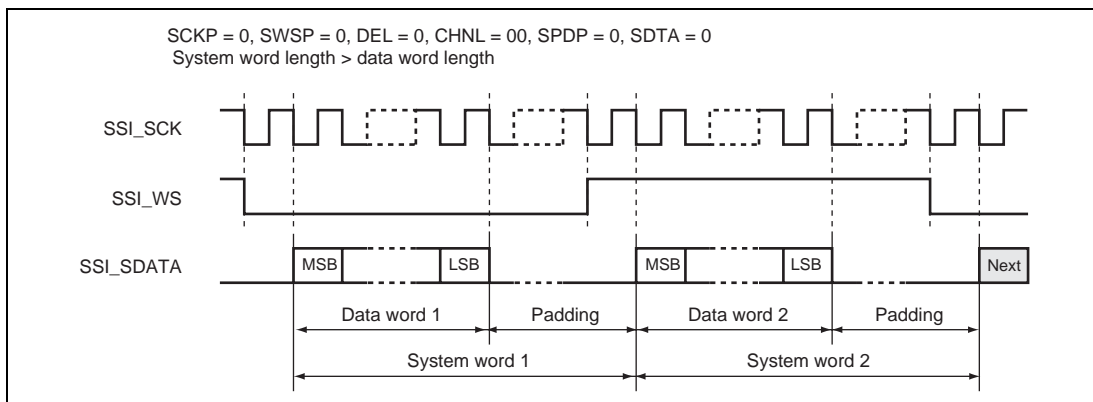 SCKP = 0, SWSP = 0, DEL = 0, CHNL = 00, SPDP = 0, SDTA = 0
System word length > data word length
SSI_SCK
SSI_WS
SSI_SDATA
MSB LSB MSB LSB Next
Data word 1 Padding Data word 2 Padding
System word 1 System word 2